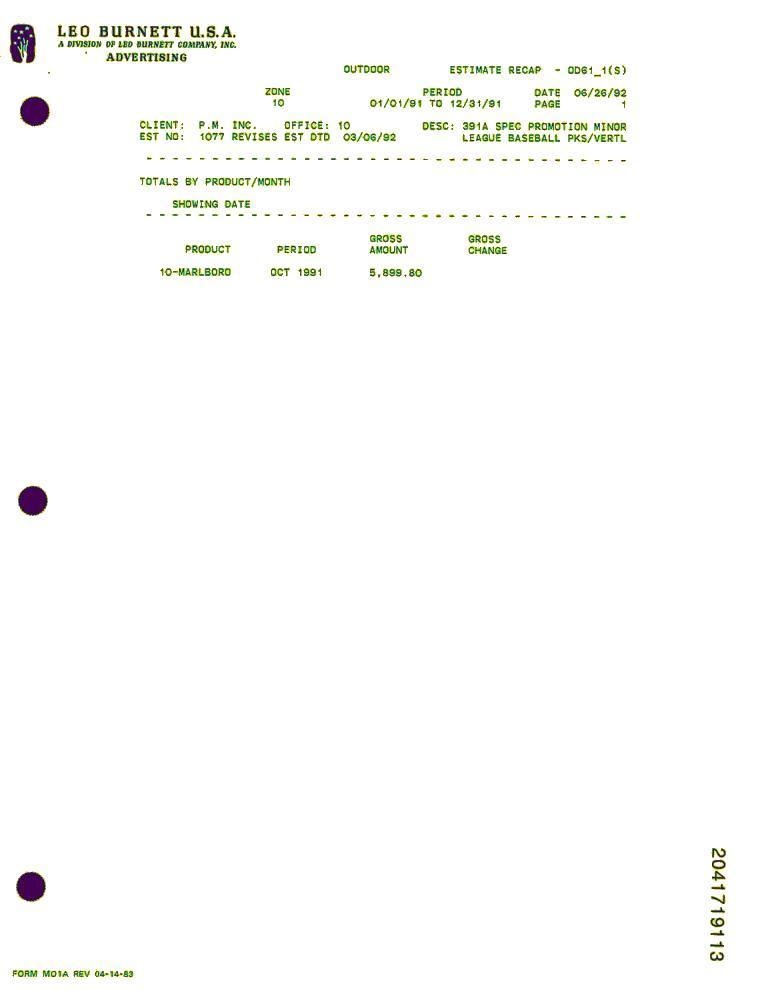 LEO BURNETT U.S.A.
A DIVISION OF LEO BURNETT COMPANY, INC.
ADVERTISING
OUTDOOR ESTIMATE RECAP - OD61_1(S)
ZONE PERIOD DATE 06/26/92
10 01/01/91 TO 12/31/91 PAGE 1
CLIENT: P.M. INC. OFFICE: 10 DESC: 391A SPEC PROMOTION MINOR
EST NO: 1077 REVISES EST DTD 03/06/92 LEAGUE BASEBALL PKS/VERTL
- - - - - - - - - - - - - - - - - - - - - - - - - - - - - - - - - - - - -
TOTALS BY PRODUCT/MONTH
SHOWING DATE
- - - - - - - - - - - - - - - - - - - - - - - - - - - - - - - - - - - - -
GROSS GROSS
PRODUCT PERIOD AMOUNT CHANGE
10-MARLBORO OCT 1991 5,899.80
2041719113
FORM MO1A REV 04-14-83